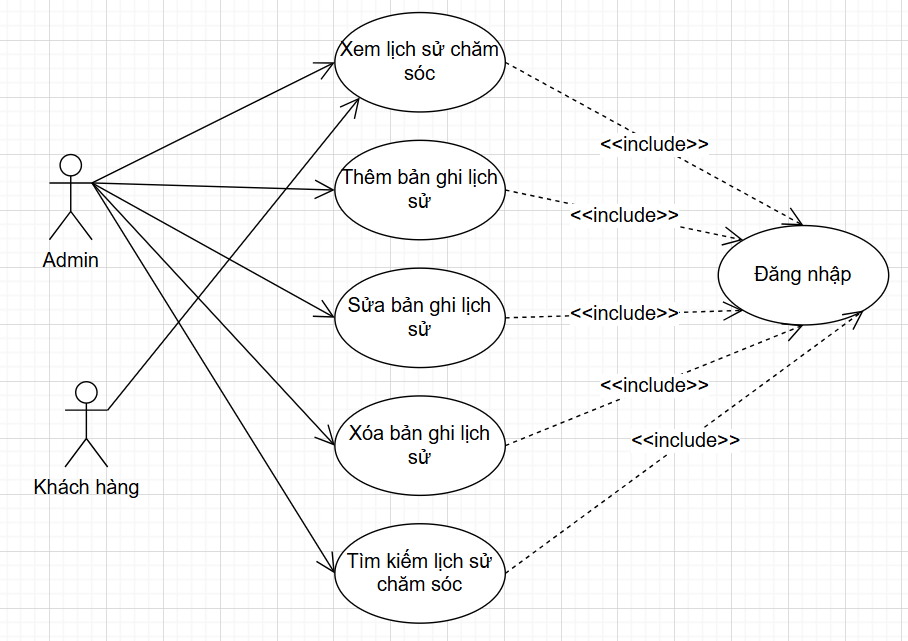 Xem lịch sử chăm
sóc
<<include>>
Thêm bản ghi lịch
sử
<<include>>
Admin
Đăng nhập
Sửa bản ghi lịch
sử
<<include>>
<<include>>
Xóa bản ghi lịch
sử
<<include>>
Khách hàng
Tìm kiếm lịch sử
chăm sóc